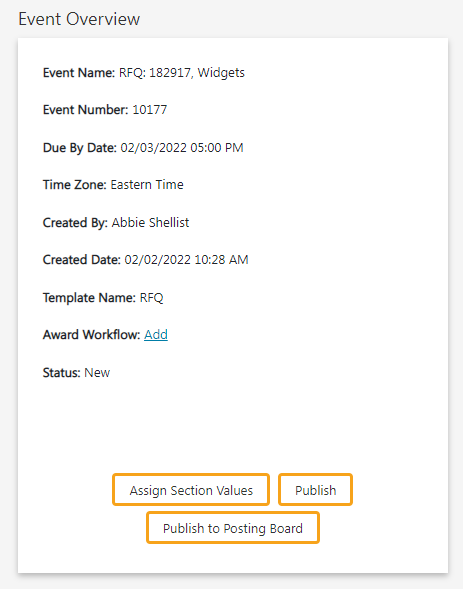 Event Overview
Event Name: RFQ: 182917, Widgets
Event Number: 10177
Due By Date: 02/03/2022 05:00 PM
Time Zone: Eastern Time
Created By: Abbie Shellist
Created Date: 02/02/2022 10:28 AM
Template Name: RFQ
Award Workflow: Add
Status: New
Assign Section Values Publish
Publish to Posting Board